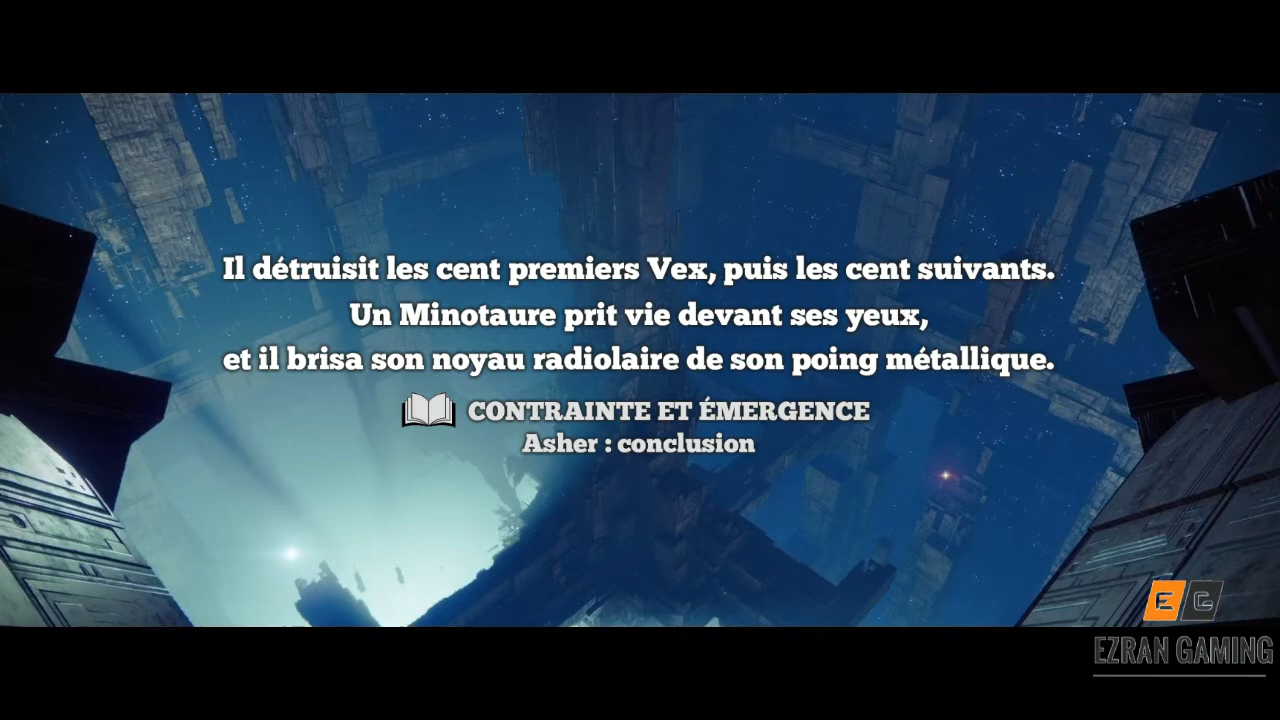 Il détruisit les cent premiers Vex, puis les cent suivants.
Un Minotaure prit vie devant ses yeux,
et il brisa son noyau radiolaire de son poing métallique.
CONTRAINTE ET ÉMERGENCE
Asher : conclusion
EG
EZRAN GAMING